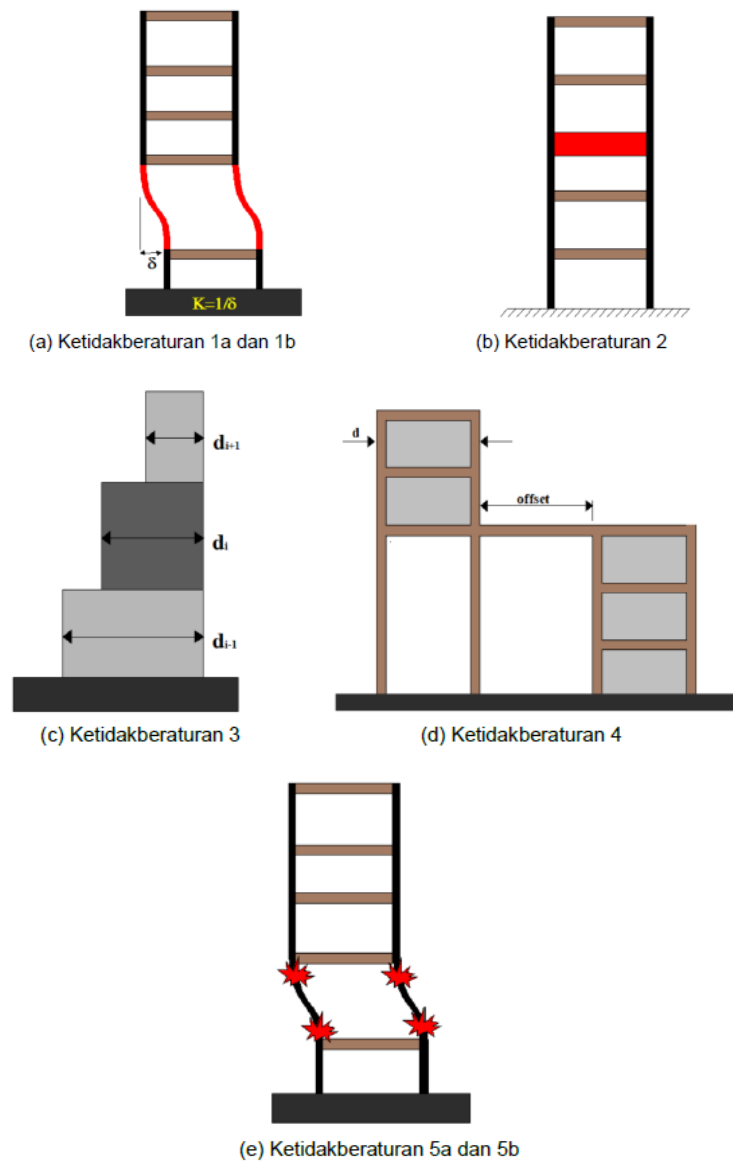 δ
K=1/δ
(a) Ketidakberaturan 1a dan 1b
(b) Ketidakberaturan 2
dᵢ₊₁
dᵢ
dᵢ₋₁
(c) Ketidakberaturan 3
d
offset
(d) Ketidakberaturan 4
(e) Ketidakberaturan 5a dan 5b